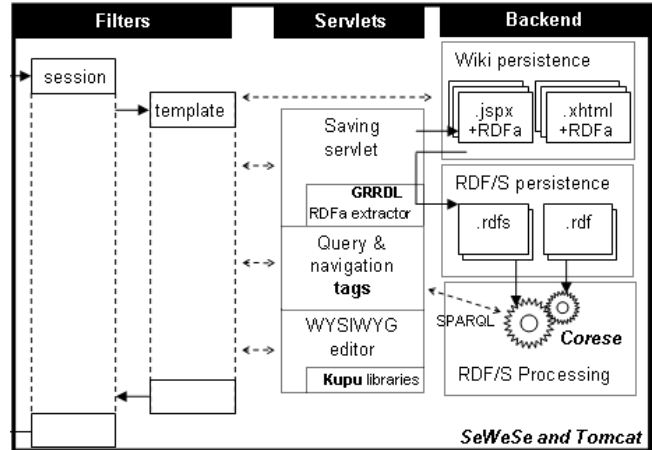 Filters
Servlets
Backend
session
template
Saving
servlet
GRRDL
RDFa extractor
Query &
navigation
tags
WYSIWYG
editor
Kupu libraries
Wiki persistence
.jspx
+RDFa
.xhtml
+RDFa
RDF/S persistence
.rdfs
.rdf
SPARQL
Corese
RDF/S Processing
SeWeSe and Tomcat